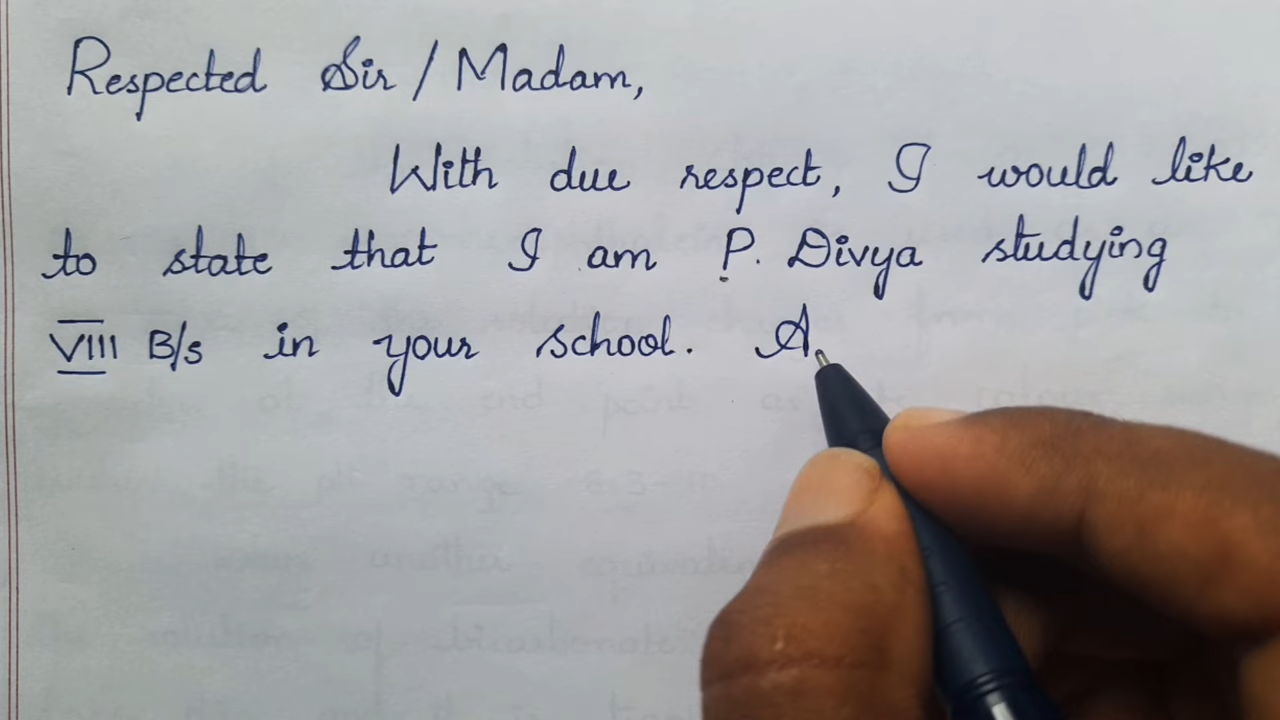 Respected Sir / Madam,
With due respect, I would like
to state that I am P. Divya studying
VIII B/s in your school. A